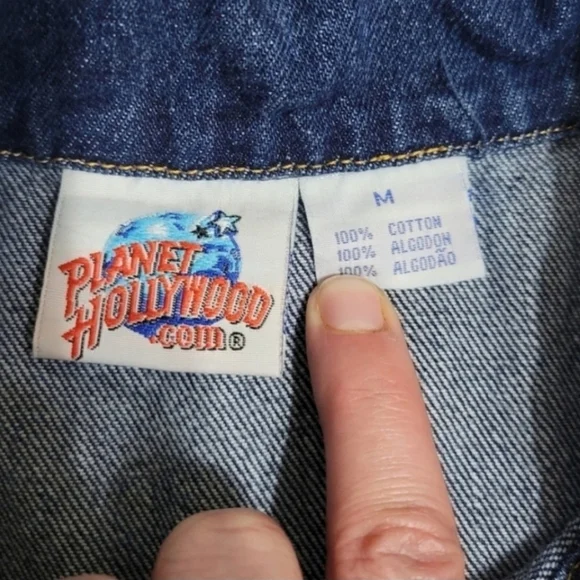 PLANET
HOLLYWOOD
.com®
M
100% COTTON
100% ALGODON
100% ALGODÃO